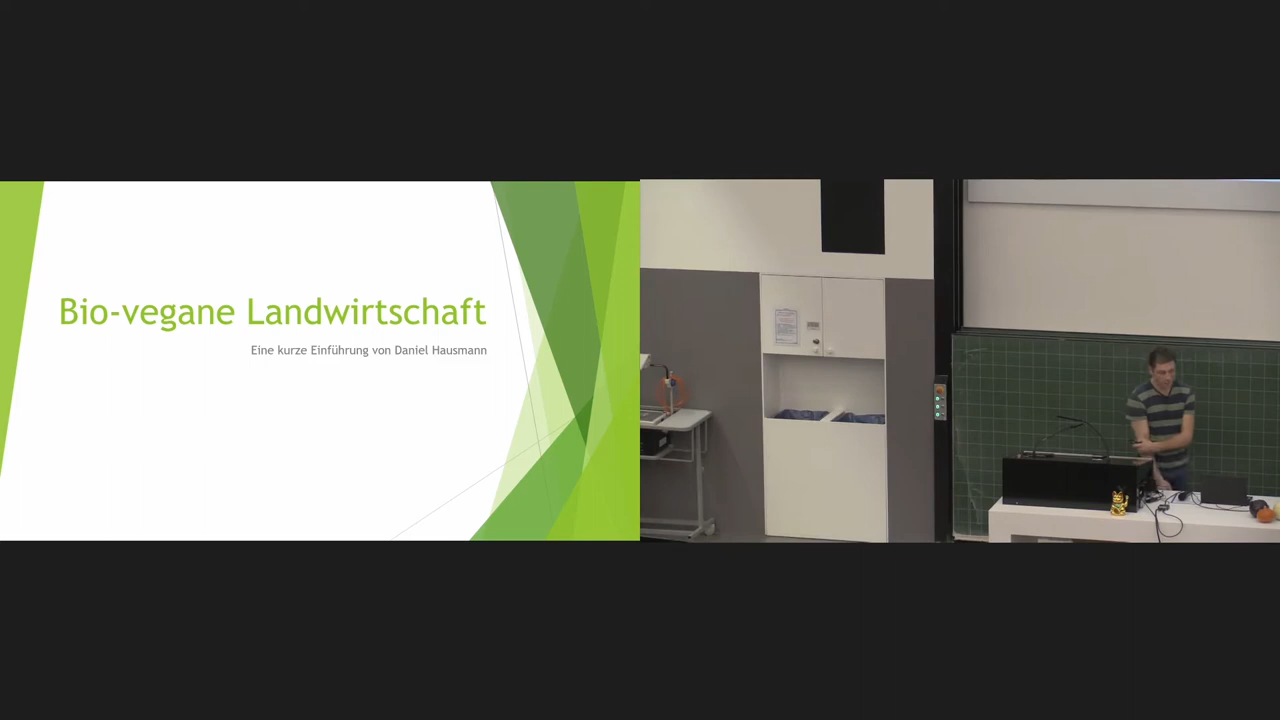 Bio-vegane Landwirtschaft
Eine kurze Einführung von Daniel Hausmann